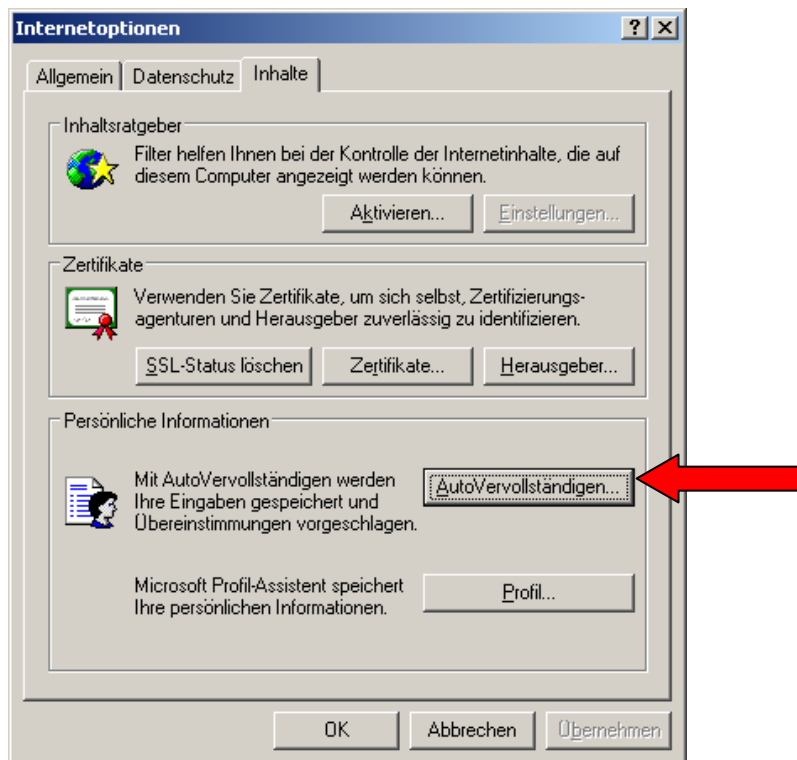 Internetoptionen
Allgemein Datenschutz Inhalte
Inhaltsratgeber
Filter helfen Ihnen bei der Kontrolle der Internetinhalte, die auf
diesem Computer angezeigt werden können.
Aktivieren... Einstellungen...
Zertifikate
Verwenden Sie Zertifikate, um sich selbst, Zertifizierungs-
agenturen und Herausgeber zuverlässig zu identifizieren.
SSL-Status löschen Zertifikate... Herausgeber...
Persönliche Informationen
Mit AutoVervollständigen werden
Ihre Eingaben gespeichert und
Übereinstimmungen vorgeschlagen.
AutoVervollständigen...
Microsoft Profil-Assistent speichert
Ihre persönlichen Informationen.
Profil...
OK Abbrechen Übernehmen